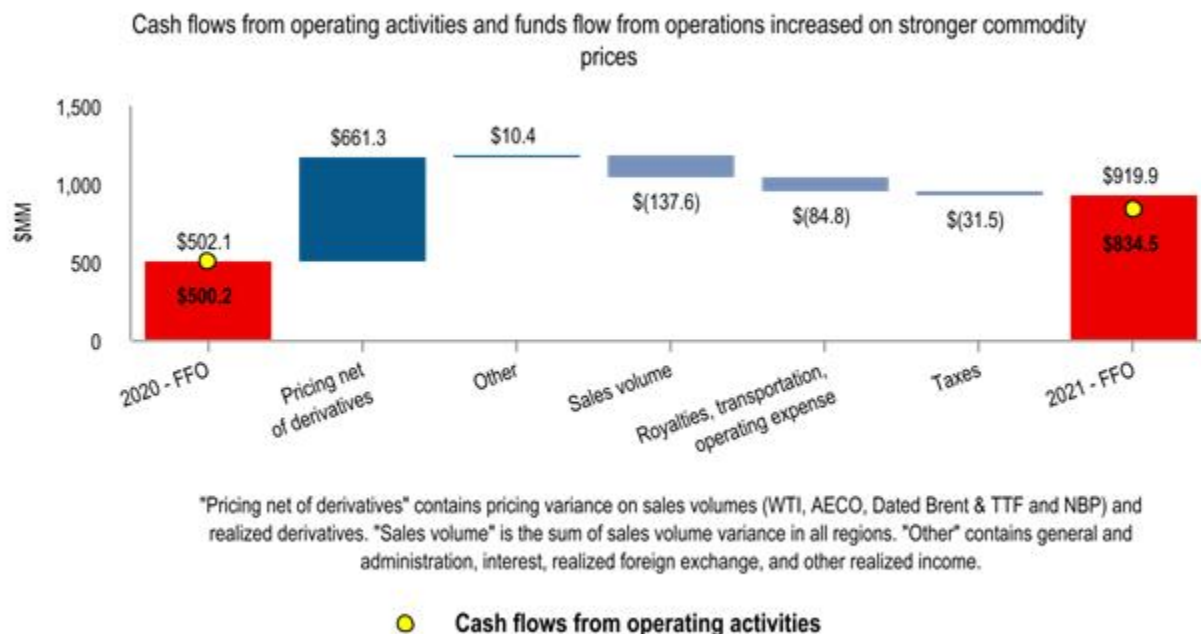 Cash flows from operating activities and funds flow from operations increased on stronger commodity
prices
$MM
1,500
1,000
500
0
$502.1
$500.2
$661.3
$10.4
$(137.6)
$(84.8)
$(31.5)
$919.9
$834.5
2020 - FFO
Pricing net
of derivatives
Other
Sales volume
Royalties, transportation,
operating expense
Taxes
2021 - FFO
"Pricing net of derivatives" contains pricing variance on sales volumes (WTI, AECO, Dated Brent & TTF and NBP) and
realized derivatives. "Sales volume" is the sum of sales volume variance in all regions. "Other" contains general and
administration, interest, realized foreign exchange, and other realized income.
Cash flows from operating activities